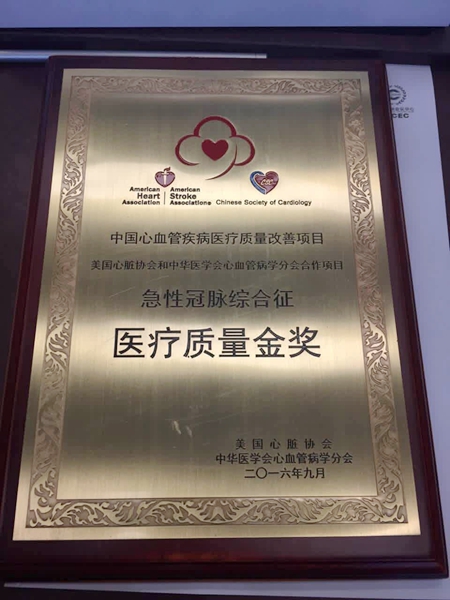 American Heart Association
American Stroke Association®
Chinese Society of Cardiology
中国心血管疾病医疗质量改善项目
美国心脏协会和中华医学会心血管病学分会合作项目
急性冠脉综合征
医疗质量金奖
美国心脏协会
中华医学会心血管病学分会
二〇一六年九月
CEC